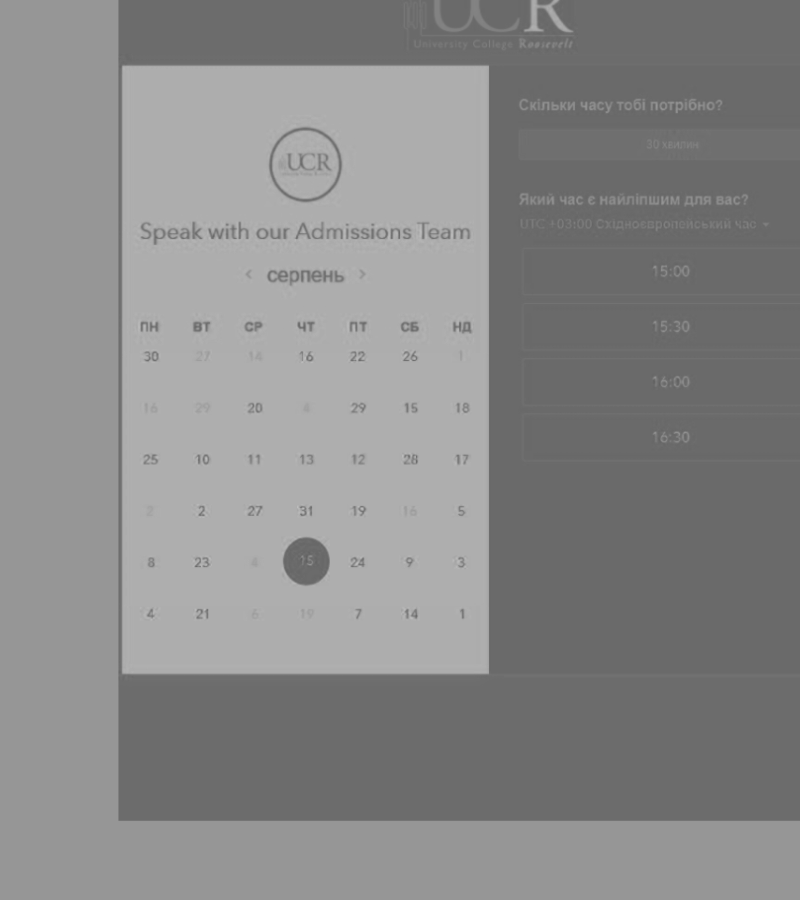 UCR
University College Roosevelt
UCR
Speak with our Admissions Team
< серпень >
ПН ВТ СР ЧТ ПТ СБ НД
30 27 14 16 22 26 1
16 29 20 4 29 15 18
25 10 11 13 12 28 17
2 2 27 31 19 16 5
8 23 4 15 24 9 3
4 21 6 19 7 14 1
Скільки часу тобі потрібно?
30 хвилин
Який час є найліпшим для вас?
UTC +03:00 Східноєвропейський час
15:00
15:30
16:00
16:30